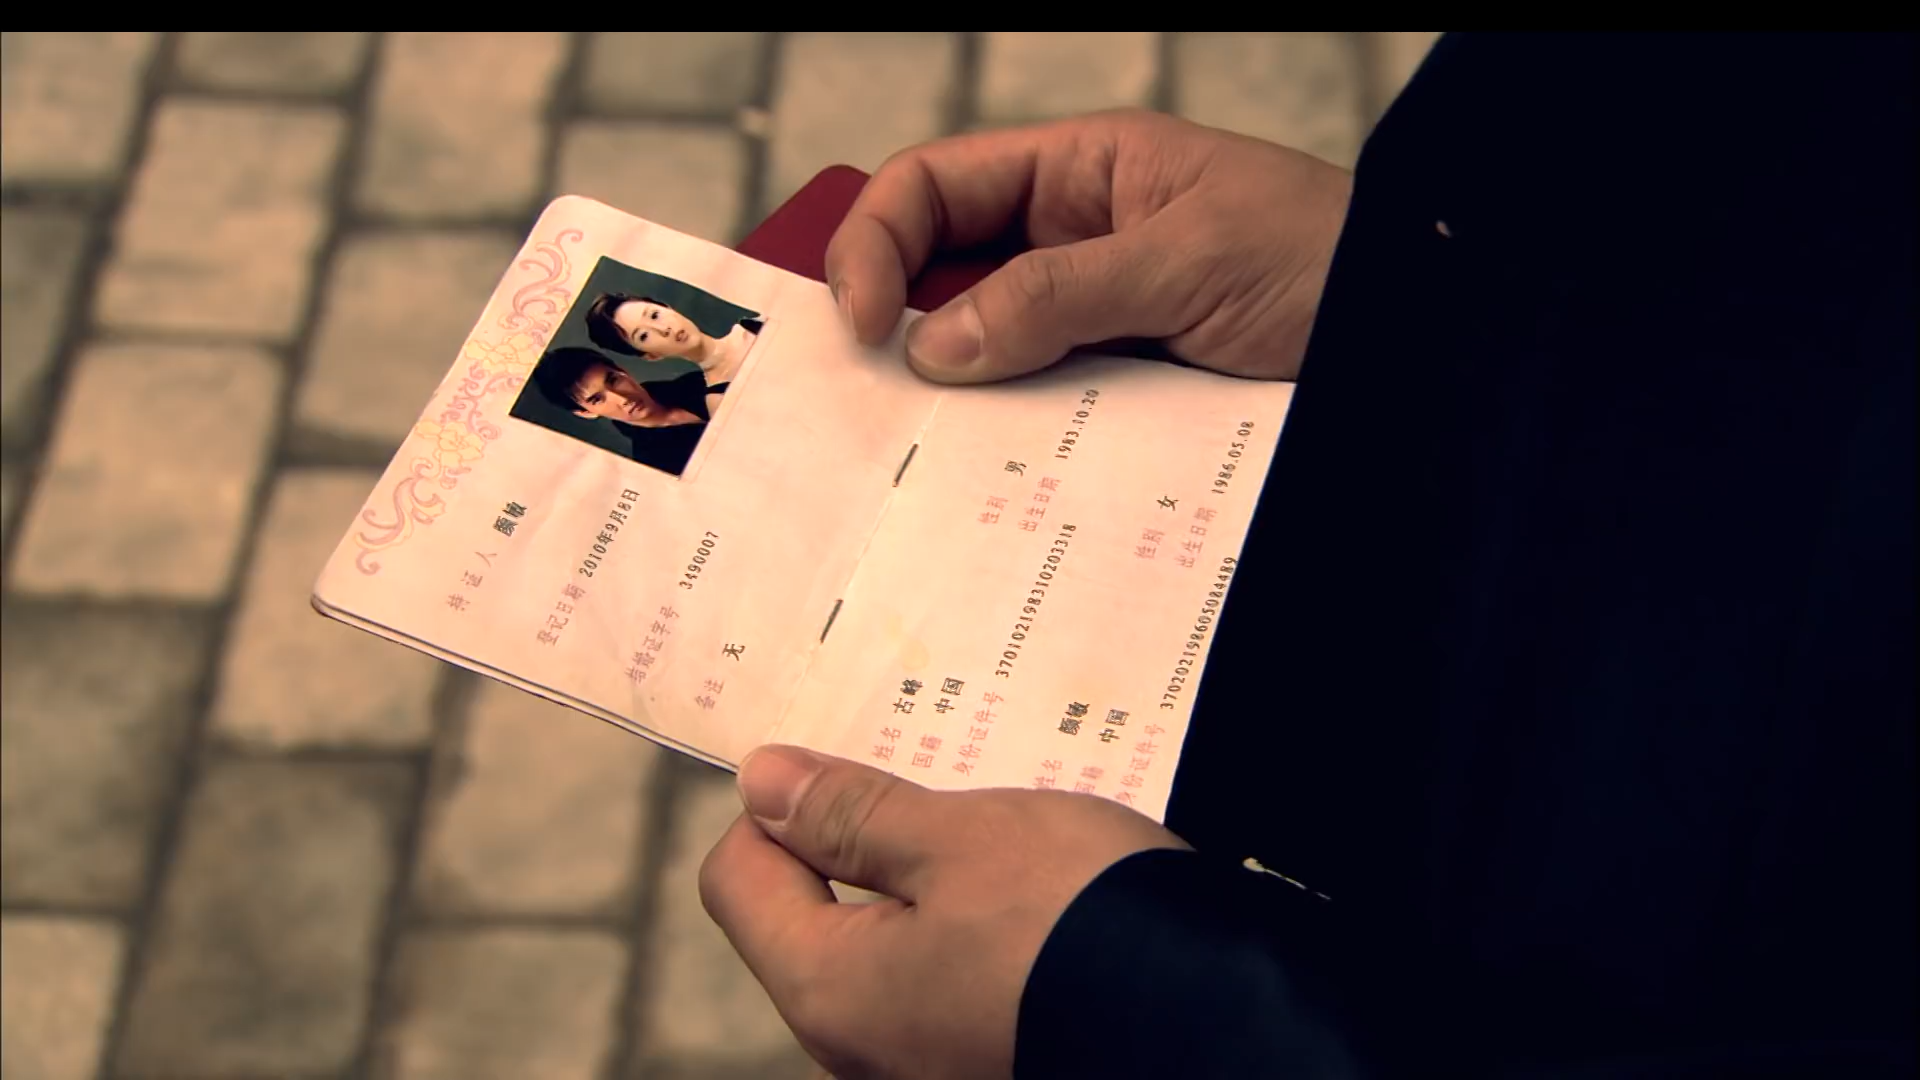 持证人 颜敏
登记日期 2010年9月8日
结婚证字号 3490007
备注 无
姓名 古峰 性别 男
国籍 中国 出生日期 1983.10.20
身份证件号 370102198310203318
姓名 颜敏 性别 女
国籍 中国 出生日期 1986.05.08
身份证件号 370202198605084489